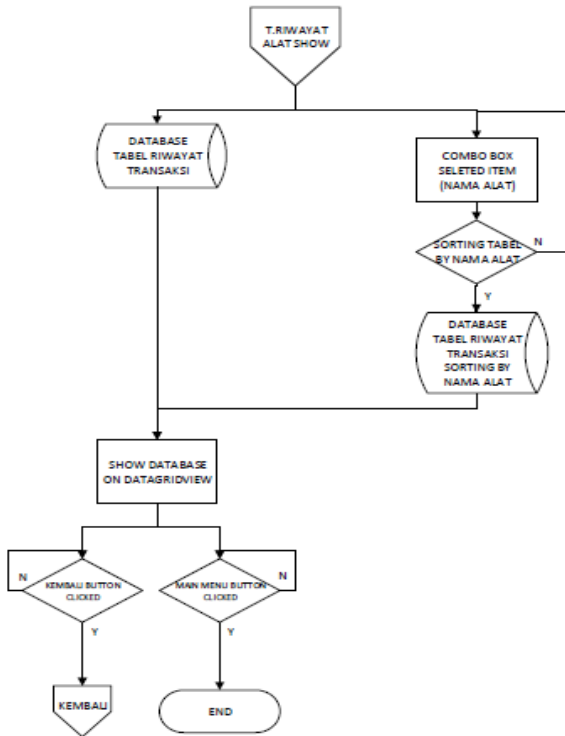 T.RIWAYAT
ALAT SHOW
DATABASE
TABEL RIWAYAT
TRANSAKSI
COMBO BOX
SELETED ITEM
(NAMA ALAT)
SORTING TABEL
BY NAMA ALAT
N
Y
DATABASE
TABEL RIWAYAT
TRANSAKSI
SORTING BY
NAMA ALAT
SHOW DATABASE
ON DATAGRIDVIEW
N
KEMBALI BUTTON
CLICKED
Y
MAIN MENU BUTTON
CLICKED
N
Y
KEMBALI
END